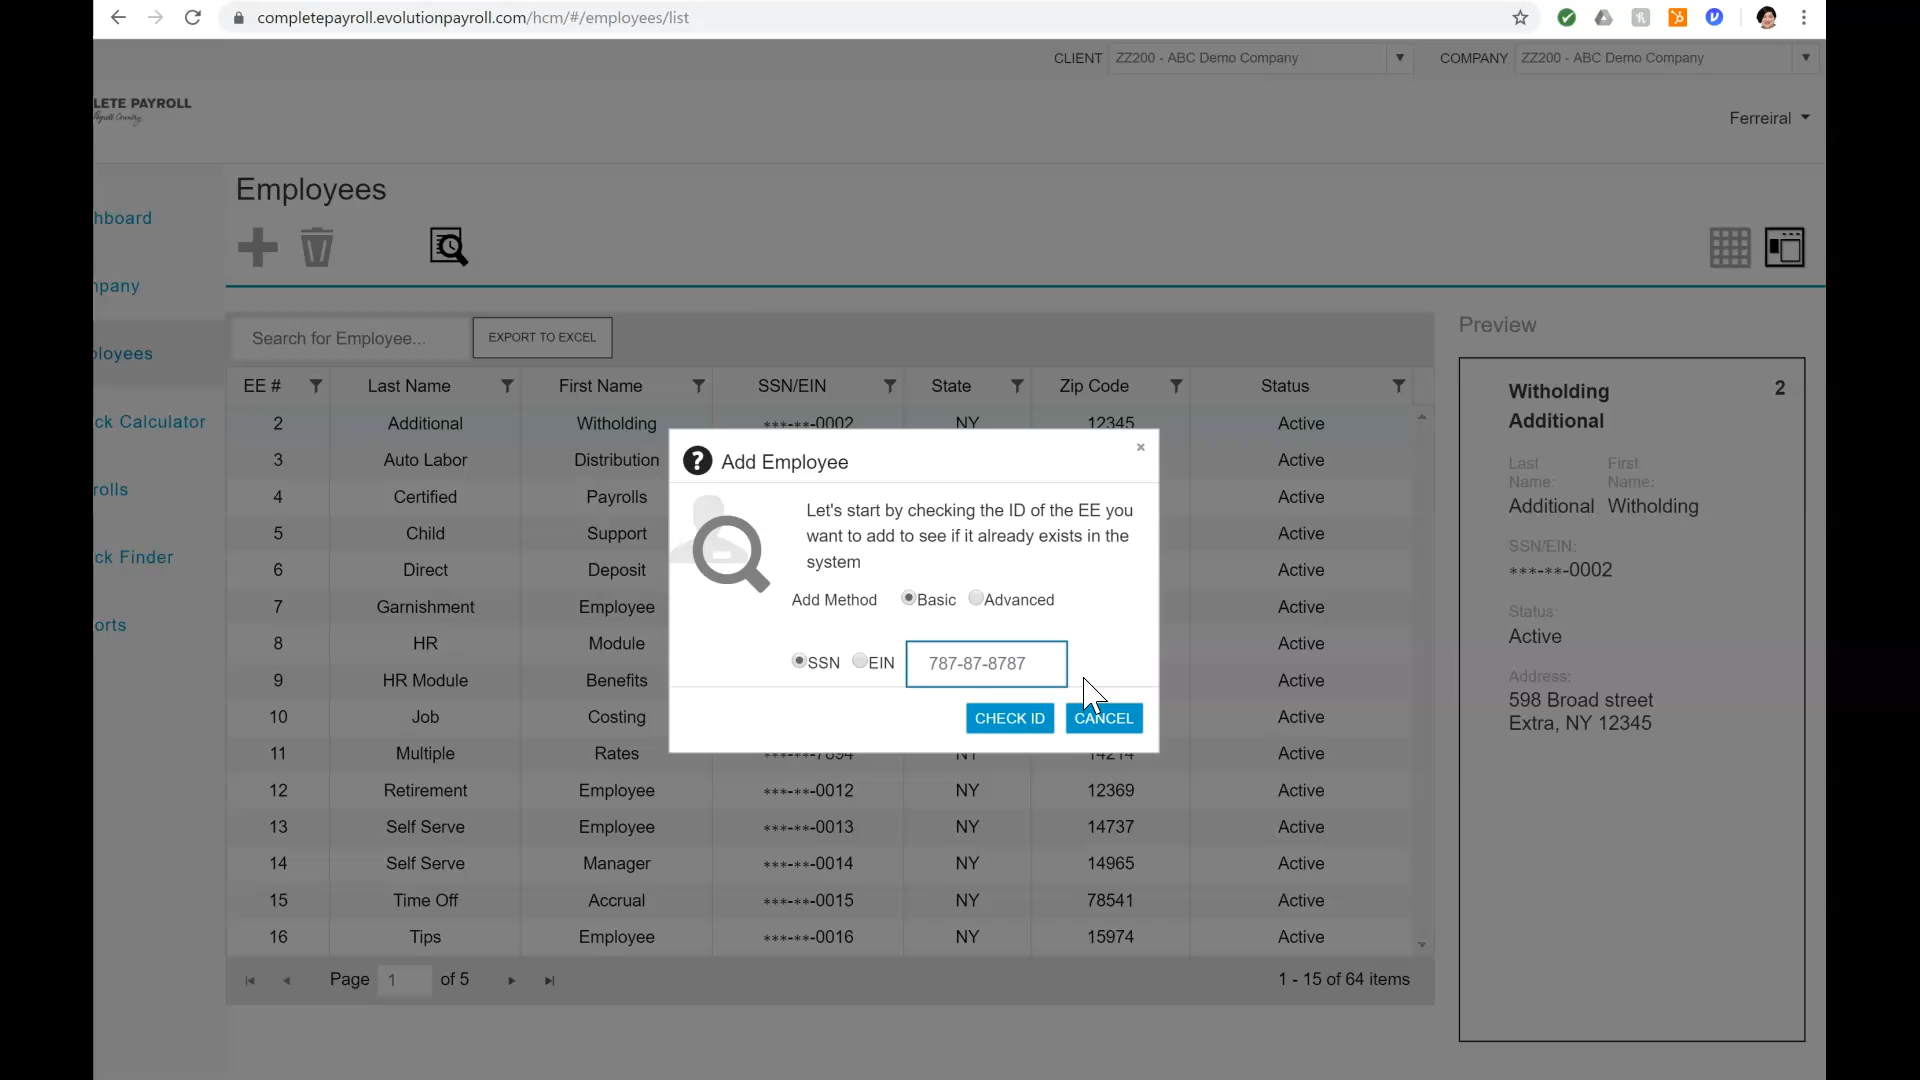 completepayroll.evolutionpayroll.com/hcm/#/employees/list
CLIENT ZZ200 - ABC Demo Company COMPANY ZZ200 - ABC Demo Company
LETE PAYROLL
Payroll Country
Ferreiral
Employees
hboard
mpany
ployees
ck Calculator
rolls
ck Finder
orts
Search for Employee... EXPORT TO EXCEL
EE # Last Name First Name SSN/EIN State Zip Code Status
2 Additional Witholding ***-**-0002 NY 12345 Active
3 Auto Labor Distribution Active
4 Certified Payrolls Active
5 Child Support Active
6 Direct Deposit Active
7 Garnishment Employee Active
8 HR Module Active
9 HR Module Benefits Active
10 Job Costing Active
11 Multiple Rates ***-**-7894 NY 14214 Active
12 Retirement Employee ***-**-0012 NY 12369 Active
13 Self Serve Employee ***-**-0013 NY 14737 Active
14 Self Serve Manager ***-**-0014 NY 14965 Active
15 Time Off Accrual ***-**-0015 NY 78541 Active
16 Tips Employee ***-**-0016 NY 15974 Active
Page 1 of 5 1 - 15 of 64 items
? Add Employee ×
Let's start by checking the ID of the EE you
want to add to see if it already exists in the
system
Add Method Basic Advanced
SSN EIN 787-87-8787
CHECK ID CANCEL
Preview
Witholding 2
Additional
Last First
Name: Name:
Additional Witholding
SSN/EIN:
***-**-0002
Status:
Active
Address:
598 Broad street
Extra, NY 12345